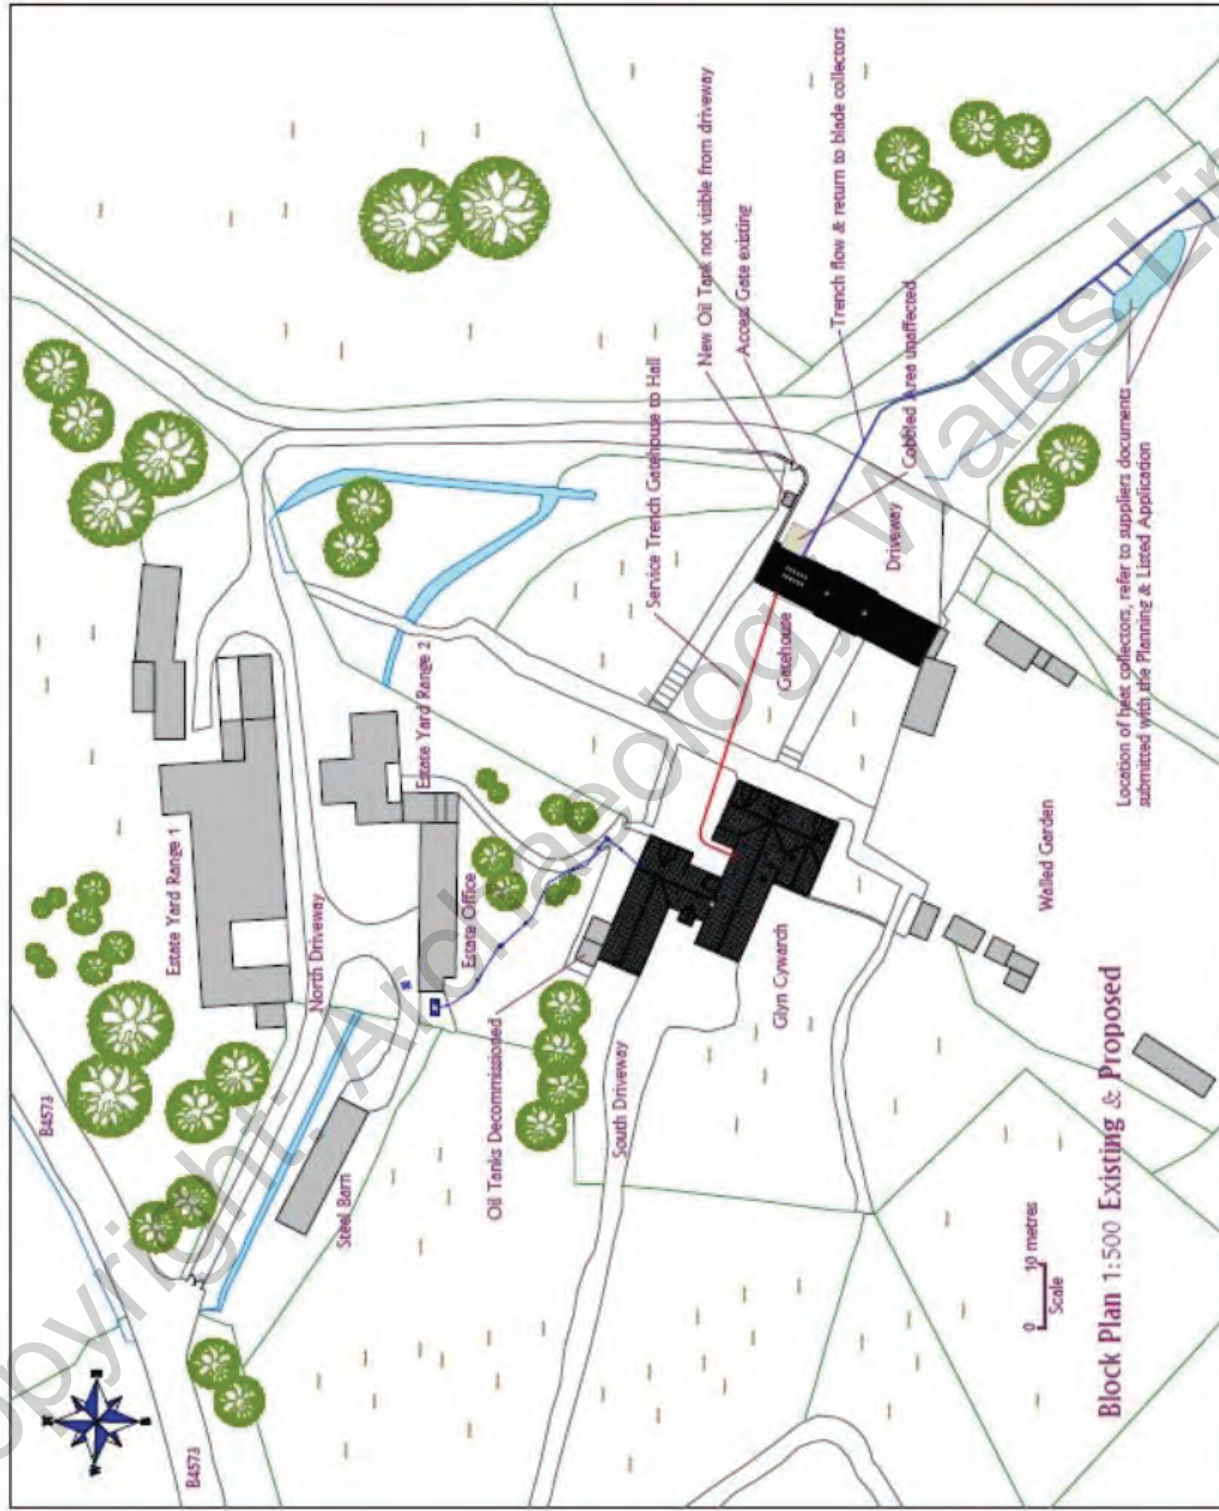 B4573
B4573
Estate Yard Range 1
North Driveway
Steel Barn
Estate Yard Range 2
Estate Office
Oil Tanks Decommissioned
South Driveway
Glyn Cywarch
Service Trench Gatehouse to Hall
New Oil Tank not visible from driveway
Access Gate existing
Gatehouse
Trench flow & return to blade collectors
Cobbled Area unaffected
Driveway
Walled Garden
Location of heat collectors, refer to suppliers documents
submitted with the Planning & Listed Application
0 10 metres
Scale
Block Plan 1:500 Existing & Proposed
N
E
S
W
Copyright: Archaeology Wales Lim